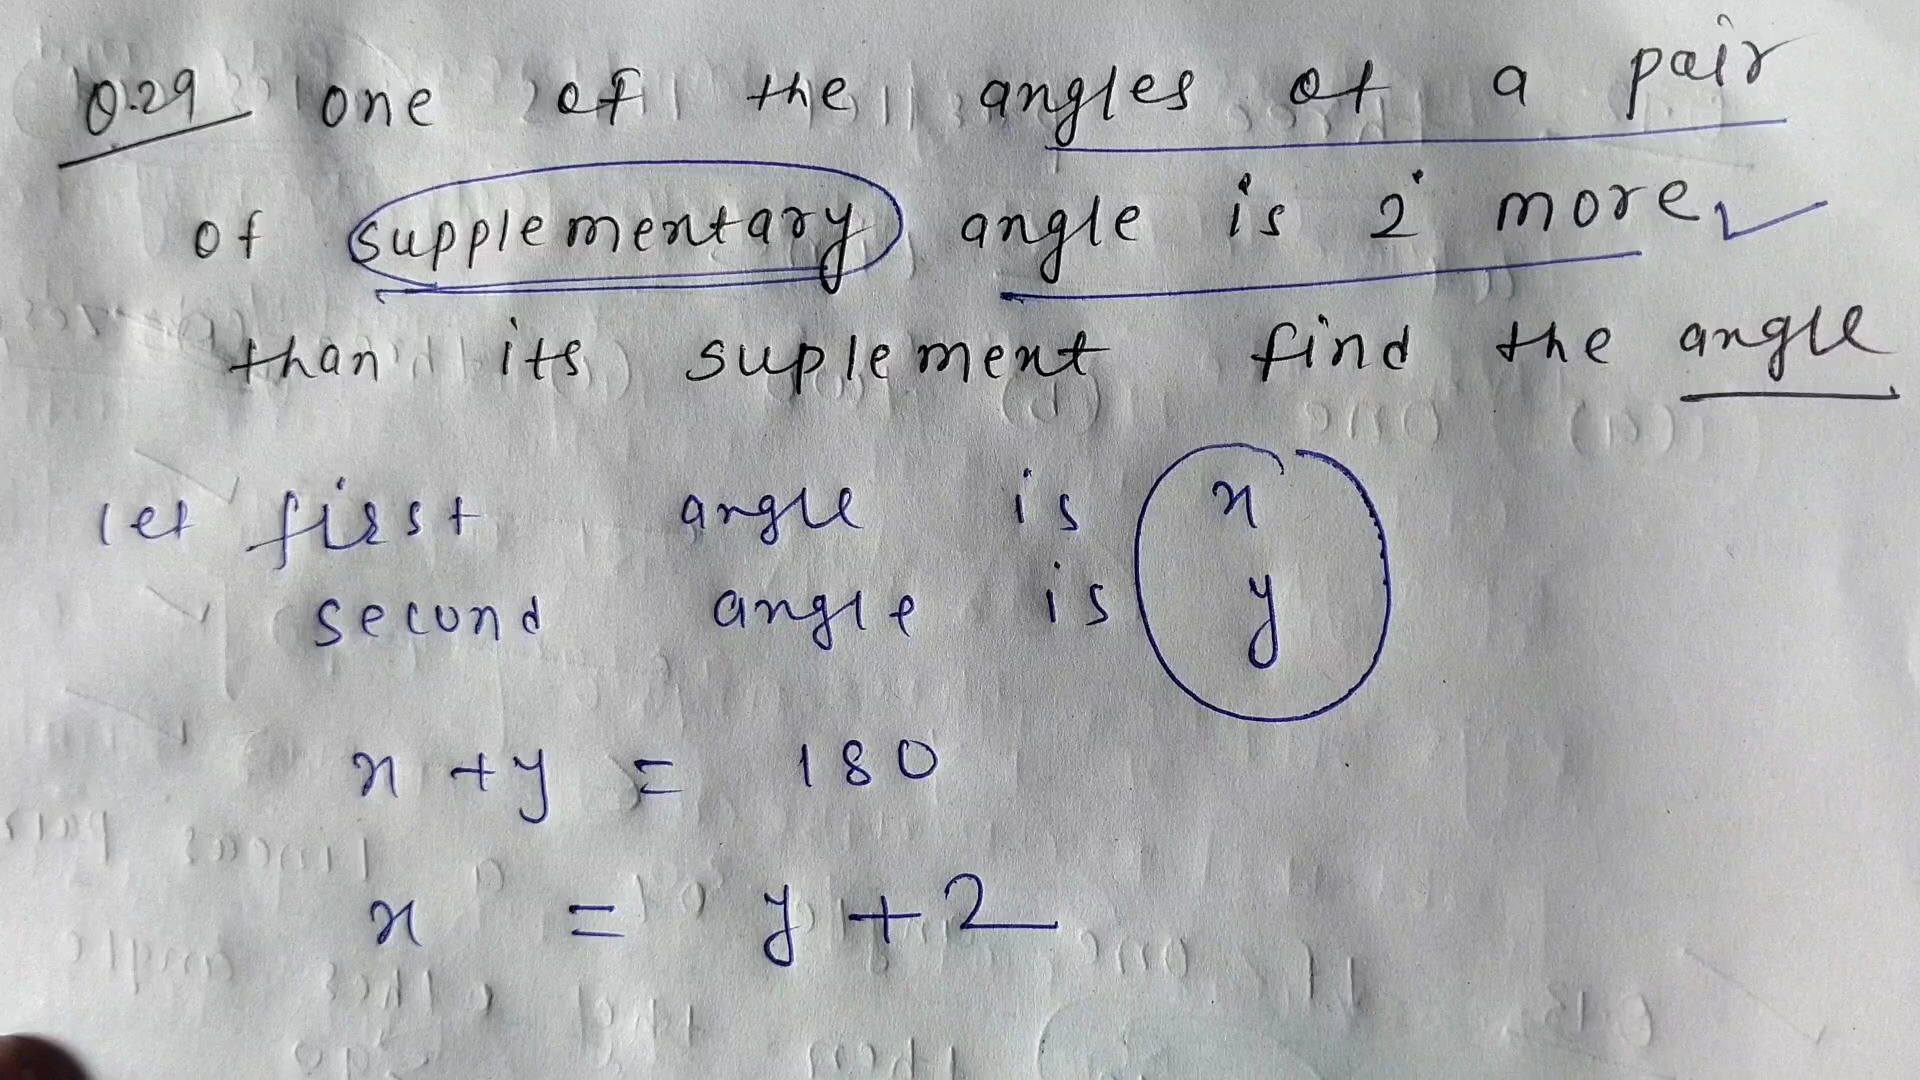 Q.29 one of the angles of a pair
of supplementary angle is 2° more
than its suplement find the angle
let first angle is x
second angle is y
x + y = 180
x = y + 2